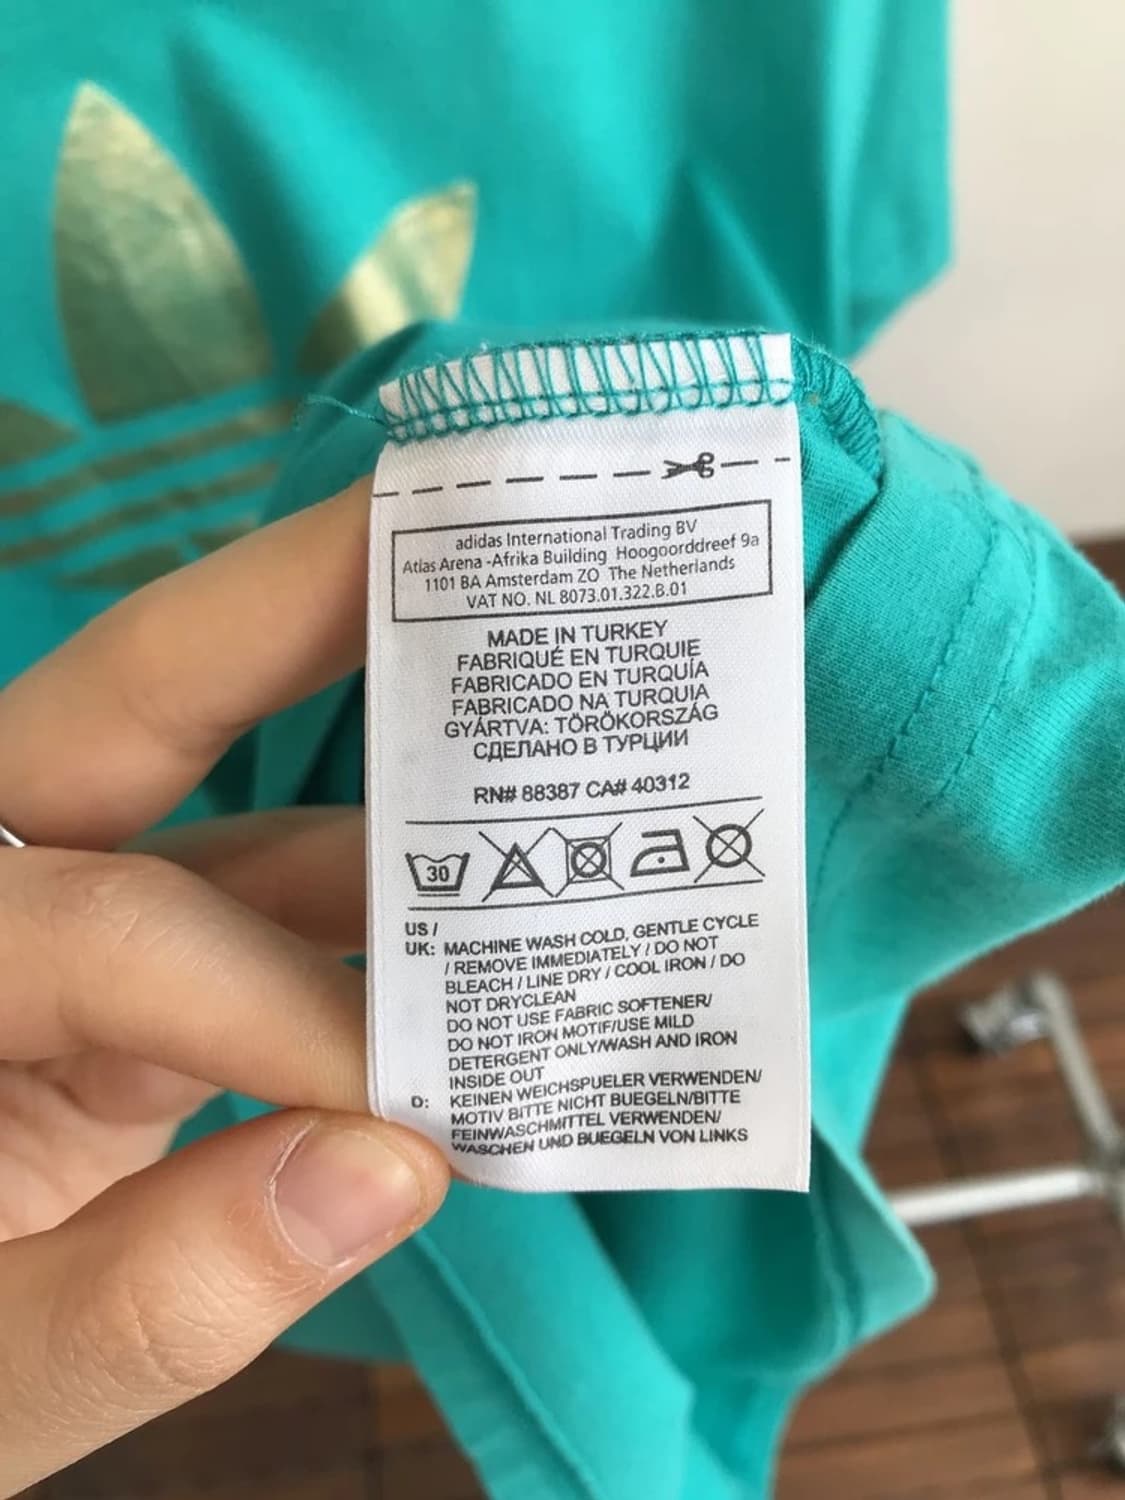 adidas International Trading BV
Atlas Arena -Afrika Building Hoogoorddreef 9a
1101 BA Amsterdam ZO The Netherlands
VAT NO. NL 8073.01.322.B.01
MADE IN TURKEY
FABRIQUÉ EN TURQUIE
FABRICADO EN TURQUÍA
FABRICADO NA TURQUIA
GYÁRTVA: TÖRÖKORSZÁG
СДЕЛАНО В ТУРЦИИ
RN# 88387 CA# 40312
30
US /
UK: MACHINE WASH COLD, GENTLE CYCLE
/ REMOVE IMMEDIATELY / DO NOT
BLEACH / LINE DRY / COOL IRON / DO
NOT DRYCLEAN
DO NOT USE FABRIC SOFTENER/
DO NOT IRON MOTIF/USE MILD
DETERGENT ONLY/WASH AND IRON
INSIDE OUT
D: KEINEN WEICHSPUELER VERWENDEN/
MOTIV BITTE NICHT BUEGELN/BITTE
FEINWASCHMITTEL VERWENDEN/
WASCHEN UND BUEGELN VON LINKS